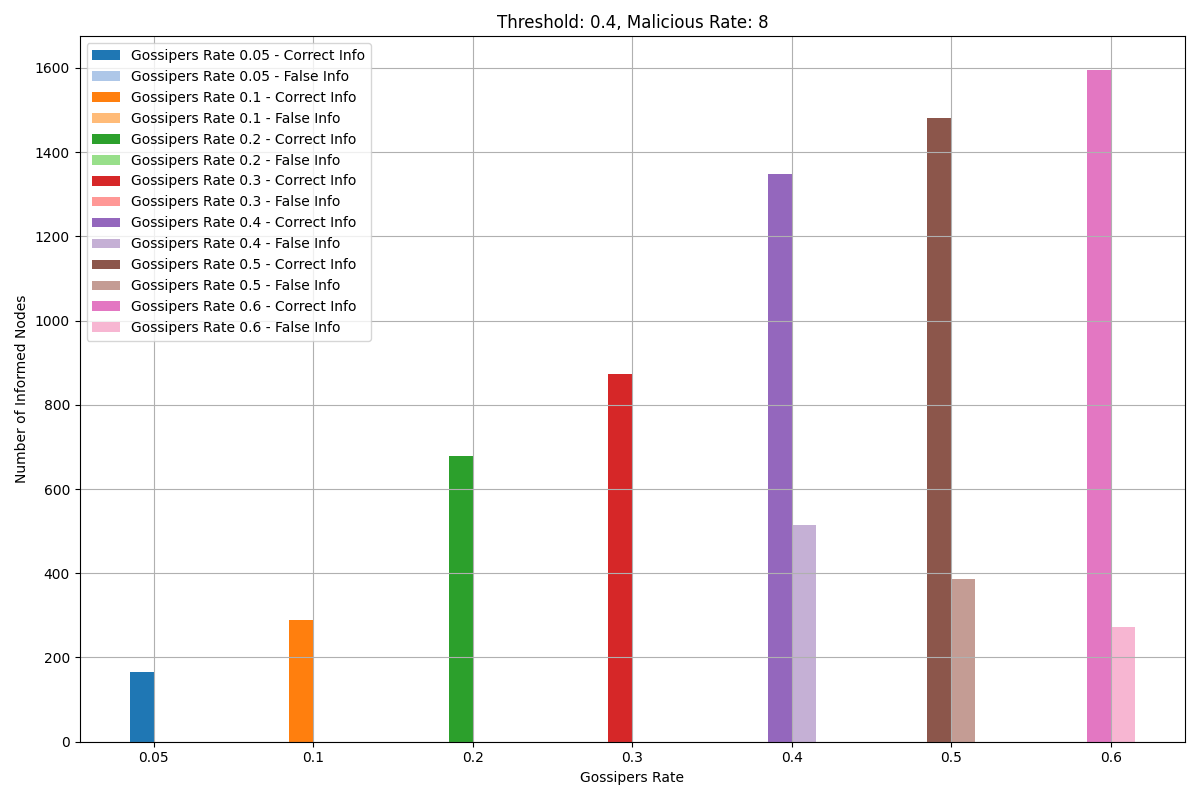 Threshold: 0.4, Malicious Rate: 8
Gossipers Rate 0.05 - Correct Info
Gossipers Rate 0.05 - False Info
Gossipers Rate 0.1 - Correct Info
Gossipers Rate 0.1 - False Info
Gossipers Rate 0.2 - Correct Info
Gossipers Rate 0.2 - False Info
Gossipers Rate 0.3 - Correct Info
Gossipers Rate 0.3 - False Info
Gossipers Rate 0.4 - Correct Info
Gossipers Rate 0.4 - False Info
Gossipers Rate 0.5 - Correct Info
Gossipers Rate 0.5 - False Info
Gossipers Rate 0.6 - Correct Info
Gossipers Rate 0.6 - False Info
Number of Informed Nodes
1600
1400
1200
1000
800
600
400
200
0
0.05
0.1
0.2
0.3
0.4
0.5
0.6
Gossipers Rate